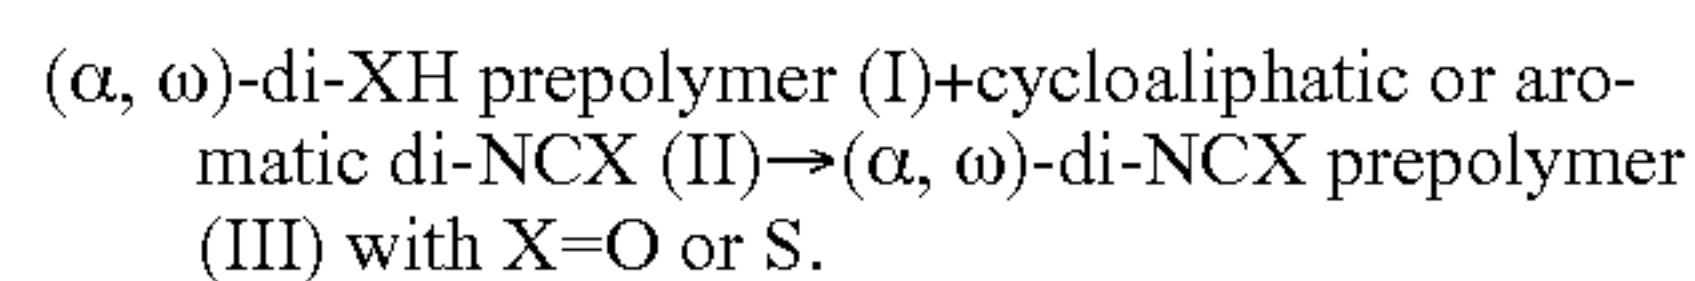 (α, ω)-di-XH prepolymer (I)+cycloaliphatic or aro-
matic di-NCX (II)→(α, ω)-di-NCX prepolymer
(III) with X=O or S.